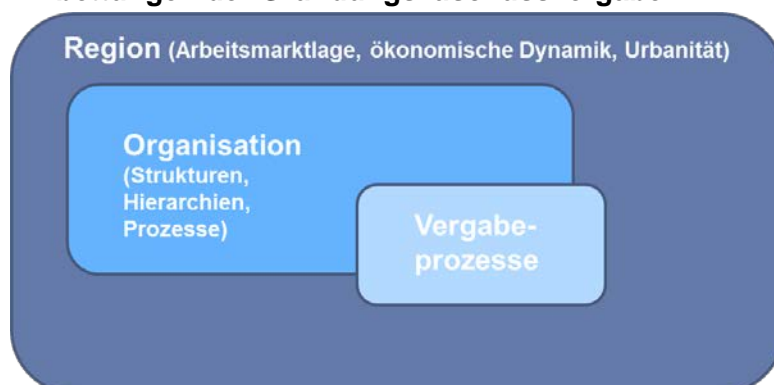 Region (Arbeitsmarktlage, ökonomische Dynamik, Urbanität)
Organisation
(Strukturen,
Hierarchien,
Prozesse)
Vergabe-
prozesse